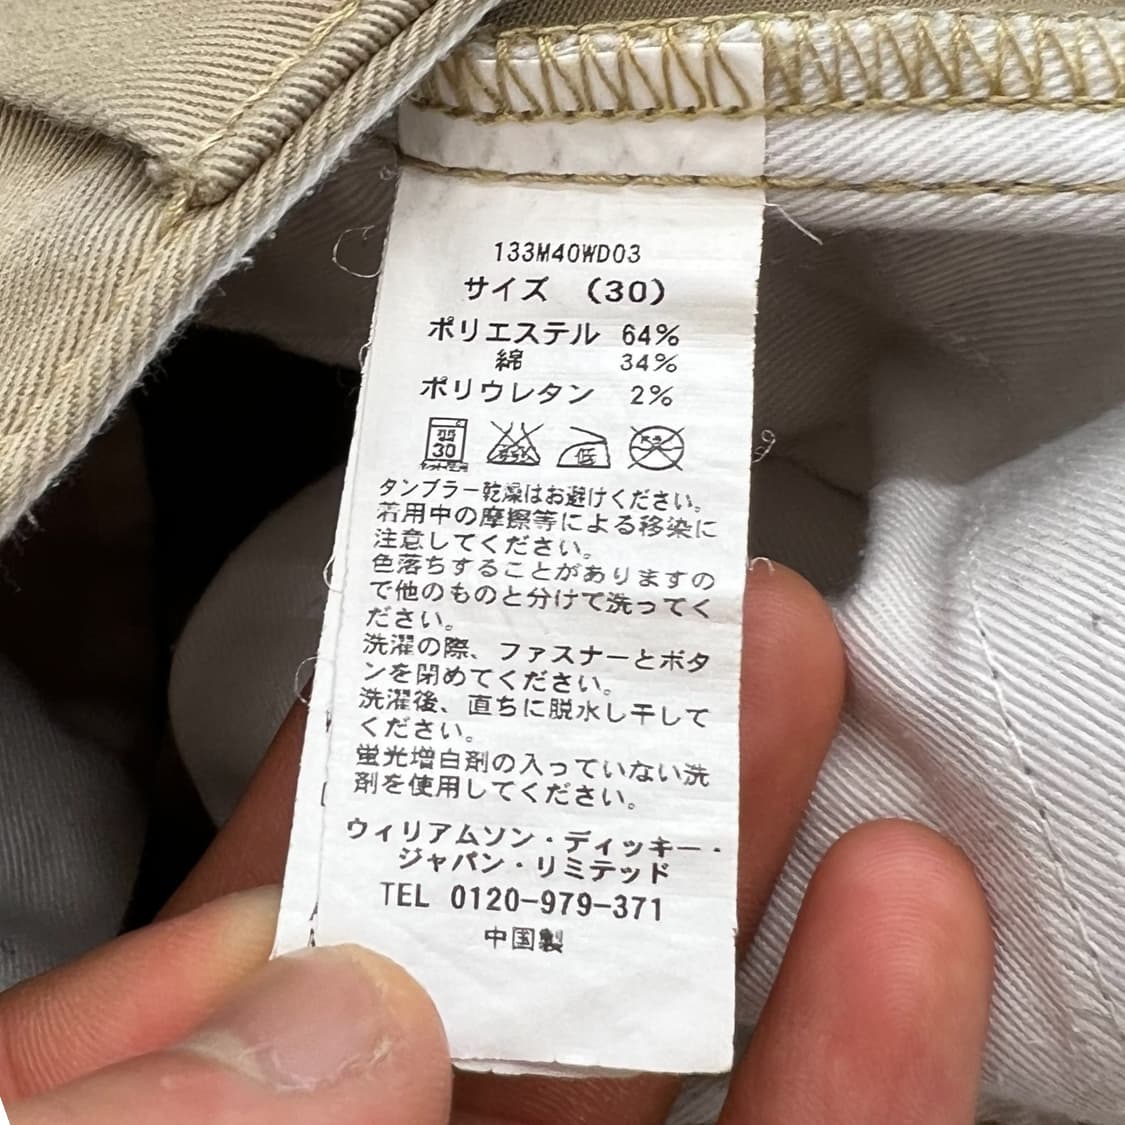 133M40WD03
サイズ (30)
ポリエステル 64%
綿 34%
ポリウレタン 2%
弱 30
ネット使用
低
タンブラー乾燥はお避けください。
着用中の摩擦等による移染に
注意してください。
色落ちすることがありますの
で他のものと分けて洗ってく
ださい。
洗濯の際、ファスナーとボタ
ンを閉めてください。
洗濯後、直ちに脱水し干して
ください。
蛍光増白剤の入っていない洗
剤を使用してください。
ウィリアムソン・ディッキー・
ジャパン・リミテッド
TEL 0120-979-371
中国製